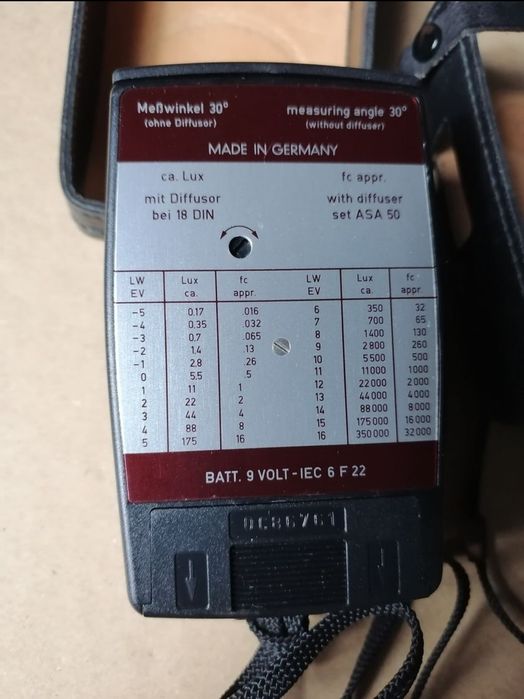 Meßwinkel 30° measuring angle 30°
(ohne Diffusor) (without diffuser)
MADE IN GERMANY
ca. Lux fc appr.
mit Diffusor with diffuser
bei 18 DIN set ASA 50
LW Lux fc LW Lux fc
EV ca. appr. EV ca. appr.
-5 0.17 .016 6 350 32
-4 0.35 .032 7 700 65
-3 0.7 .065 8 1400 130
-2 1.4 .13 9 2800 260
-1 2.8 .26 10 5500 500
0 5.5 .5 11 11000 1000
1 11 1 12 22000 2000
2 22 2 13 44000 4000
3 44 4 14 88000 8000
4 88 8 15 175000 16000
5 175 16 16 350000 32000
BATT. 9 VOLT-IEC 6 F 22